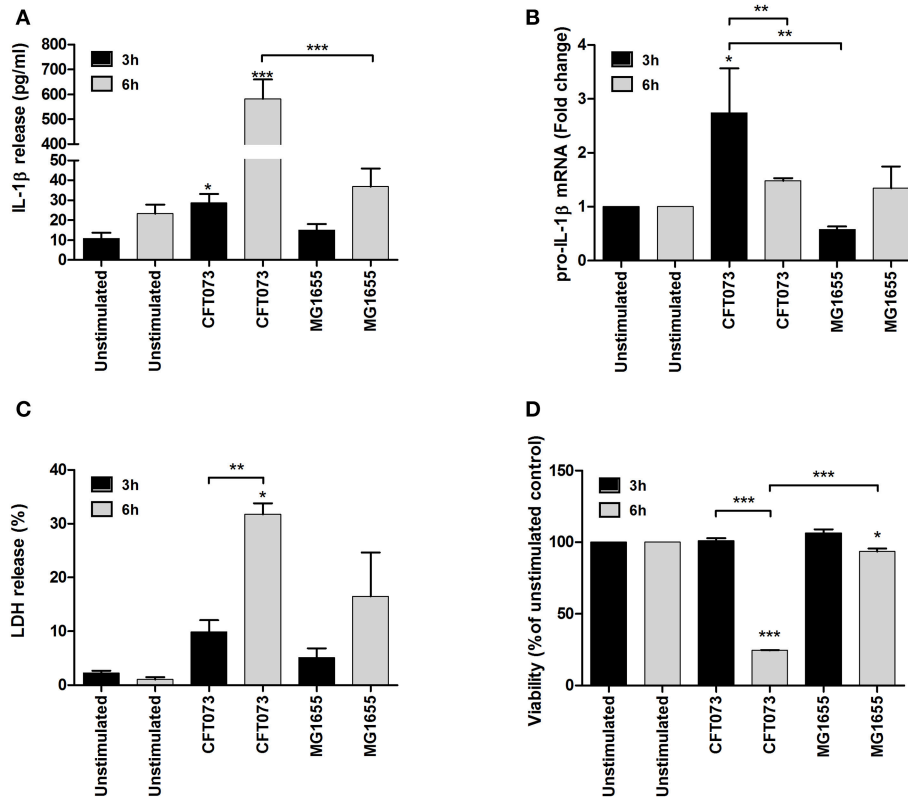 A
IL-1β release (pg/ml)
800
700
600
500
400
50
40
30
20
10
0
3h
6h
*
***
***
Unstimulated
Unstimulated
CFT073
CFT073
MG1655
MG1655
B
pro-IL-1β mRNA (Fold change)
4
3
2
1
0
3h
6h
**
**
*
Unstimulated
Unstimulated
CFT073
CFT073
MG1655
MG1655
C
LDH release (%)
40
30
20
10
0
3h
6h
**
*
Unstimulated
Unstimulated
CFT073
CFT073
MG1655
MG1655
D
Viability (% of unstimulated control)
150
100
50
0
3h
6h
***
***
***
*
Unstimulated
Unstimulated
CFT073
CFT073
MG1655
MG1655